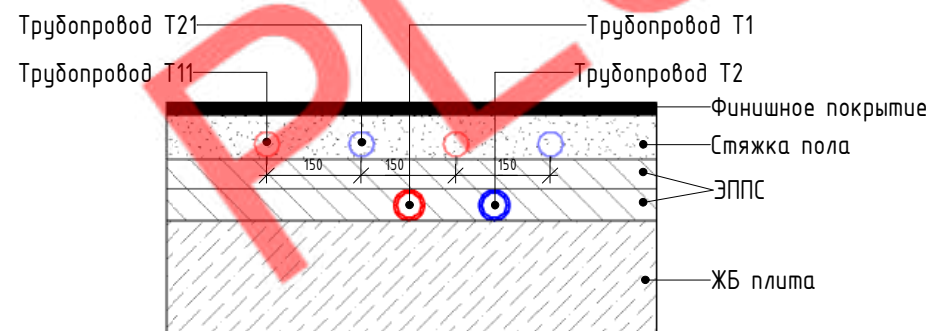 Трубопровод Т21
Трубопровод Т1
Трубопровод Т11
Трубопровод Т2
Финишное покрытие
Стяжка пола
150
150
150
ЭППС
ЖБ плита